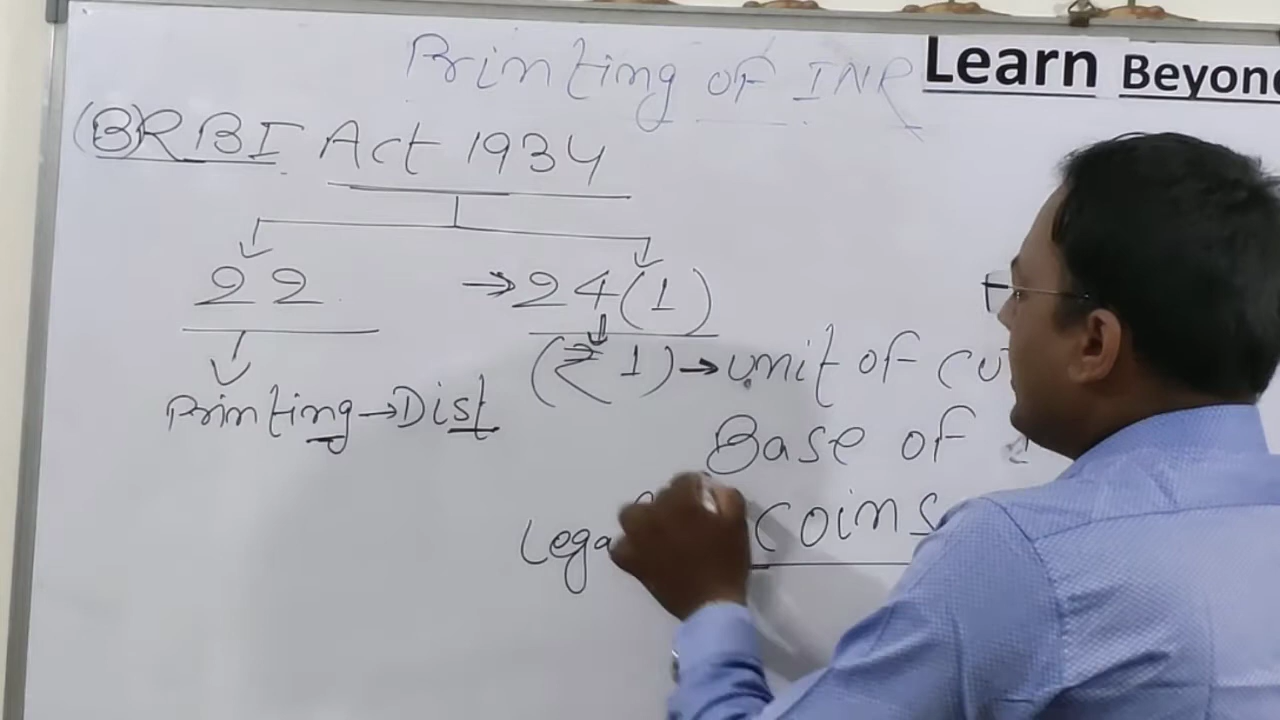 Printing of INR
Learn Beyond
(B) RBI Act 1934
22 → 24(1)
(₹ 1) → unit of cu
Printing → Dist
Base of
coins
Lega